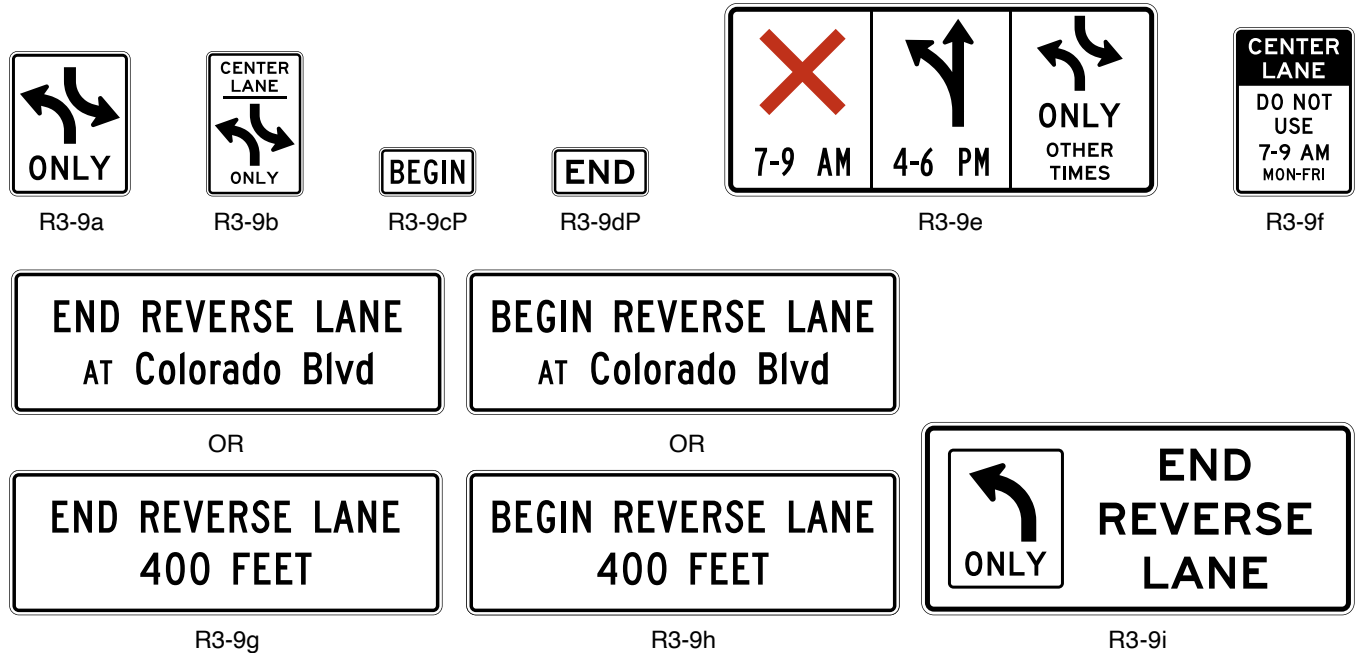 ONLY
R3-9a
CENTER
LANE
ONLY
R3-9b
BEGIN
R3-9cP
END
R3-9dP
7-9 AM
4-6 PM
ONLY
OTHER
TIMES
R3-9e
CENTER
LANE
DO NOT
USE
7-9 AM
MON-FRI
R3-9f
END REVERSE LANE
AT Colorado Blvd
OR
END REVERSE LANE
400 FEET
R3-9g
BEGIN REVERSE LANE
AT Colorado Blvd
OR
BEGIN REVERSE LANE
400 FEET
R3-9h
ONLY
END
REVERSE
LANE
R3-9i